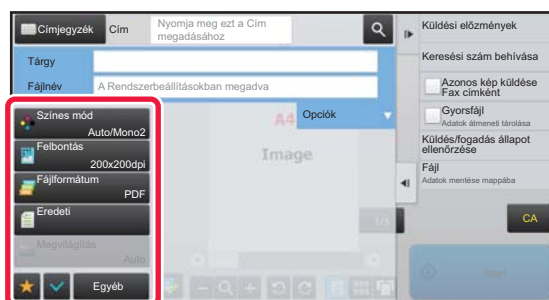 Címjegyzék
Cím
Nyomja meg ezt a Cím
megadásához
Tárgy
Fájlnév
A Rendszerbeállításokban megadva
Színes mód
Auto/Mono2
Felbontás
200x200dpi
Fájlformátum
PDF
Eredeti
Megvilágítás
Auto
Egyéb
A4
Opciók
Image
1/3
Küldési előzmények
Keresési szám behívása
Azonos kép küldése
Fax címként
Gyorsfájl
Adatok átmeneti tárolása
Küldés/fogadás állapot
ellenőrzése
Fájl
Adatok mentése mappába
CA
Start